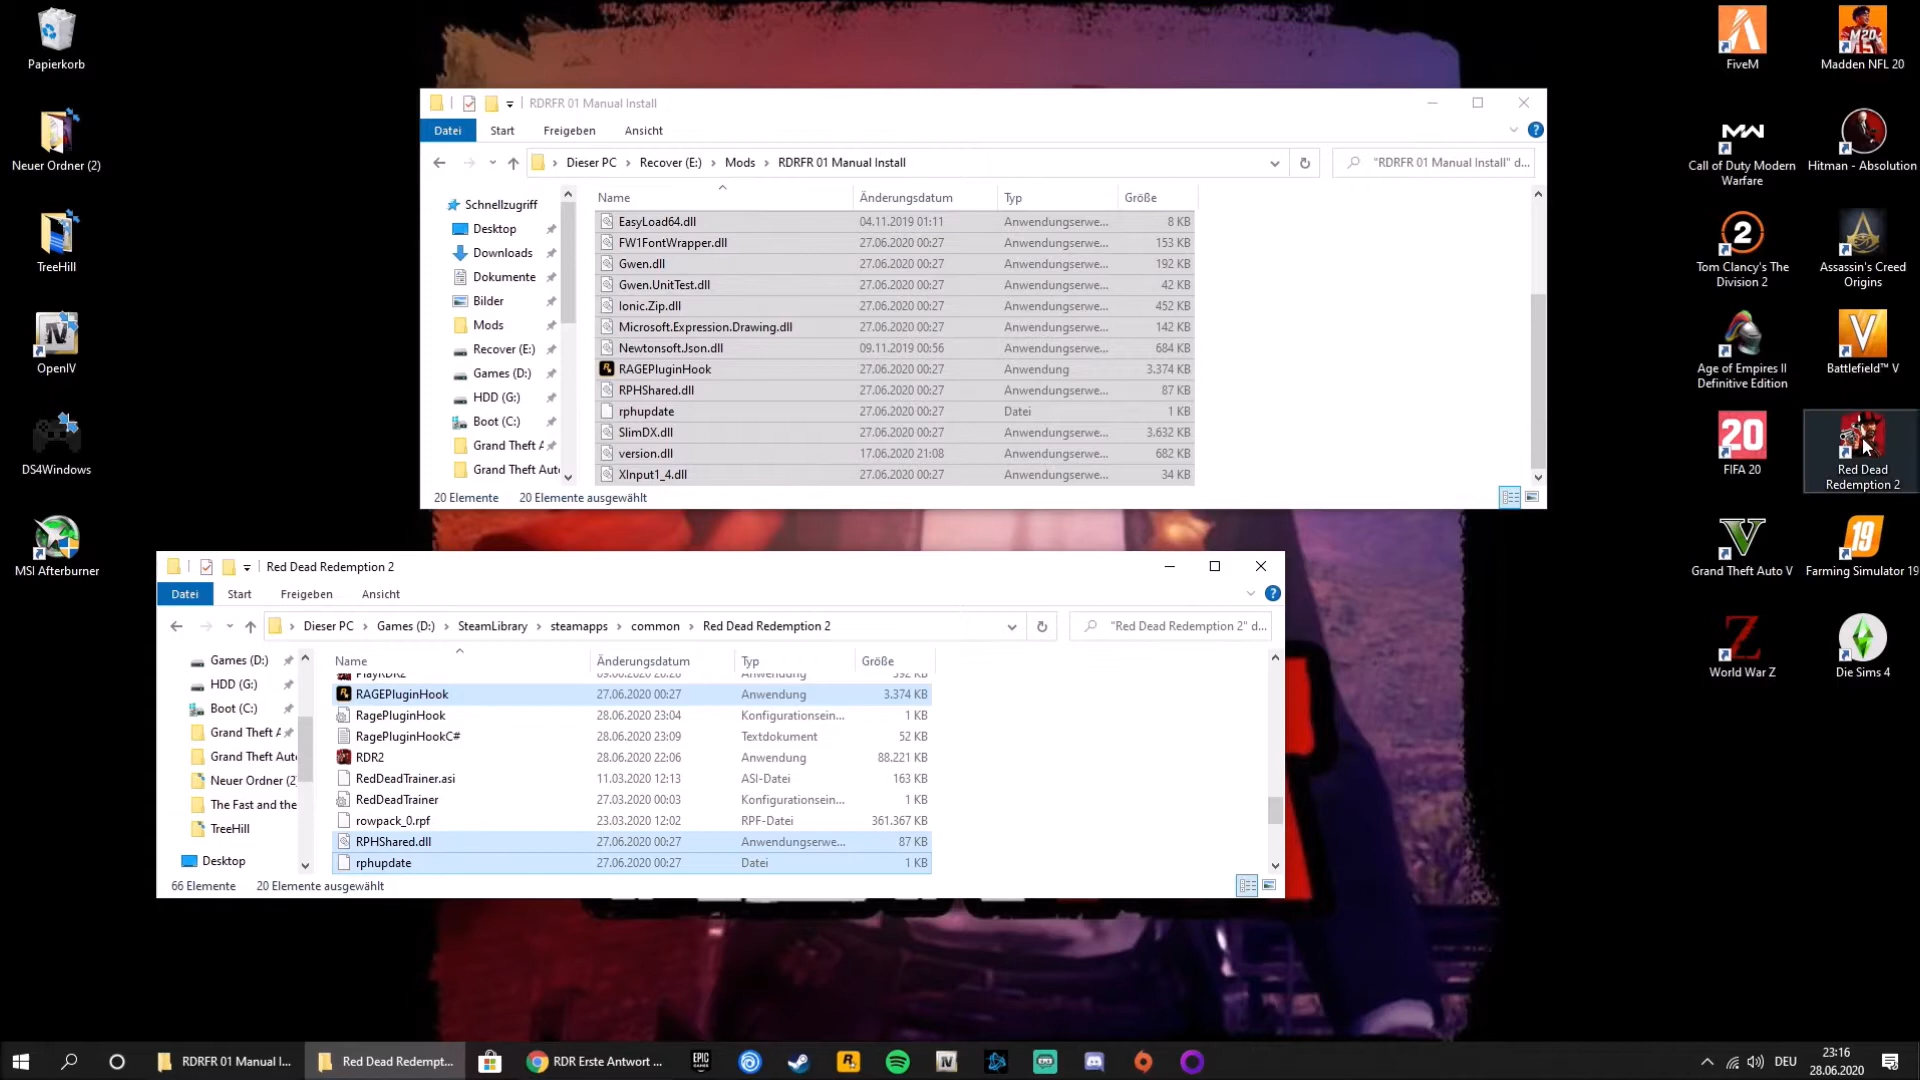 Papierkorb
Neuer Ordner (2)
TreeHill
OpenIV
DS4Windows
MSI Afterburner
RDRFR 01 Manual Install
Datei Start Freigeben Ansicht
Dieser PC > Recover (E:) > Mods > RDRFR 01 Manual Install
"RDRFR 01 Manual Install" d...
Schnellzugriff
Desktop
Downloads
Dokumente
Bilder
Mods
Recover (E:)
Games (D:)
HDD (G:)
Boot (C:)
Grand Theft A
Grand Theft Auto
Name Änderungsdatum Typ Größe
EasyLoad64.dll 04.11.2019 01:11 Anwendungserwe... 8 KB
FW1FontWrapper.dll 27.06.2020 00:27 Anwendungserwe... 153 KB
Gwen.dll 27.06.2020 00:27 Anwendungserwe... 192 KB
Gwen.UnitTest.dll 27.06.2020 00:27 Anwendungserwe... 42 KB
Ionic.Zip.dll 27.06.2020 00:27 Anwendungserwe... 452 KB
Microsoft.Expression.Drawing.dll 27.06.2020 00:27 Anwendungserwe... 142 KB
Newtonsoft.Json.dll 09.11.2019 00:56 Anwendungserwe... 684 KB
RAGEPluginHook 27.06.2020 00:27 Anwendung 3.374 KB
RPHShared.dll 27.06.2020 00:27 Anwendungserwe... 87 KB
rphupdate 27.06.2020 00:27 Datei 1 KB
SlimDX.dll 27.06.2020 00:27 Anwendungserwe... 3.632 KB
version.dll 17.06.2020 21:08 Anwendungserwe... 682 KB
XInput1_4.dll 27.06.2020 00:27 Anwendungserwe... 34 KB
20 Elemente 20 Elemente ausgewählt
Red Dead Redemption 2
Datei Start Freigeben Ansicht
Dieser PC > Games (D:) > SteamLibrary > steamapps > common > Red Dead Redemption 2
"Red Dead Redemption 2" d...
Games (D:)
HDD (G:)
Boot (C:)
Grand Theft A
Grand Theft Auto
Neuer Ordner (2)
The Fast and the
TreeHill
Desktop
Name Änderungsdatum Typ Größe
PlayRDR2 Anwendung 392 KB
RAGEPluginHook 27.06.2020 00:27 Anwendung 3.374 KB
RagePluginHook 28.06.2020 23:04 Konfigurationsein... 1 KB
RagePluginHookC# 28.06.2020 23:09 Textdokument 52 KB
RDR2 28.06.2020 22:06 Anwendung 88.221 KB
RedDeadTrainer.asi 11.03.2020 12:13 ASI-Datei 163 KB
RedDeadTrainer 27.03.2020 00:03 Konfigurationsein... 1 KB
rowpack_0.rpf 23.03.2020 12:02 RPF-Datei 361.367 KB
RPHShared.dll 27.06.2020 00:27 Anwendungserwe... 87 KB
rphupdate 27.06.2020 00:27 Datei 1 KB
66 Elemente 20 Elemente ausgewählt
FiveM
Madden NFL 20
Call of Duty Modern
Warfare
Hitman - Absolution
Tom Clancy's The
Division 2
Assassin's Creed
Origins
Age of Empires II
Definitive Edition
Battlefield™ V
FIFA 20
Red Dead
Redemption 2
Grand Theft Auto V
Farming Simulator 19
World War Z
Die Sims 4
RDRFR 01 Manual I...
Red Dead Redempt...
RDR Erste Antwort ...
DEU
23:16
28.06.2020